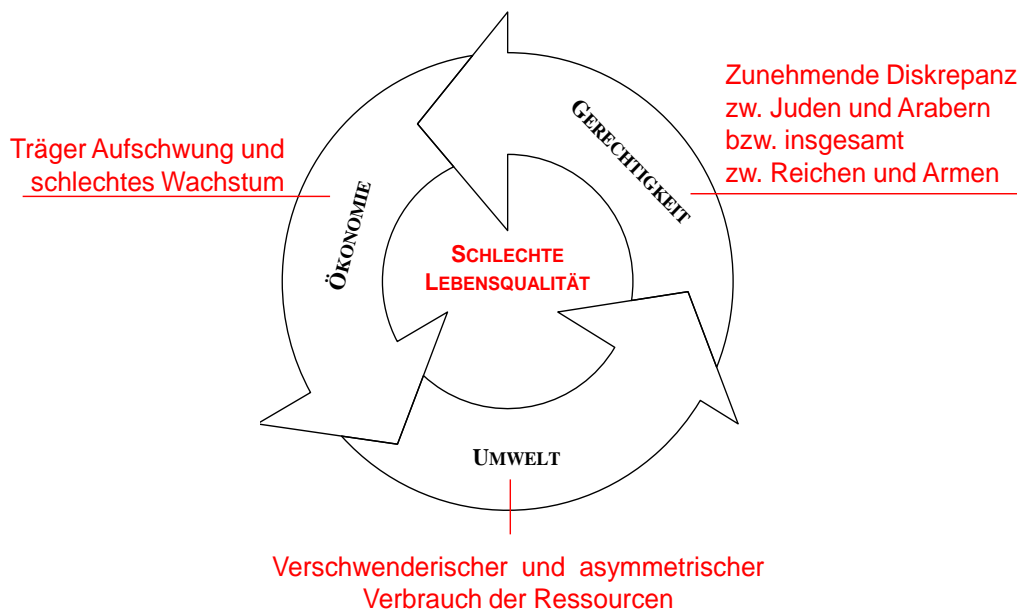 Zunehmende Diskrepanz
zw. Juden und Arabern
bzw. insgesamt
zw. Reichen und Armen
GERECHTIGKEIT
Träger Aufschwung und
schlechtes Wachstum
ÖKONOMIE
SCHLECHTE
LEBENSQUALITÄT
UMWELT
Verschwenderischer und asymmetrischer
Verbrauch der Ressourcen